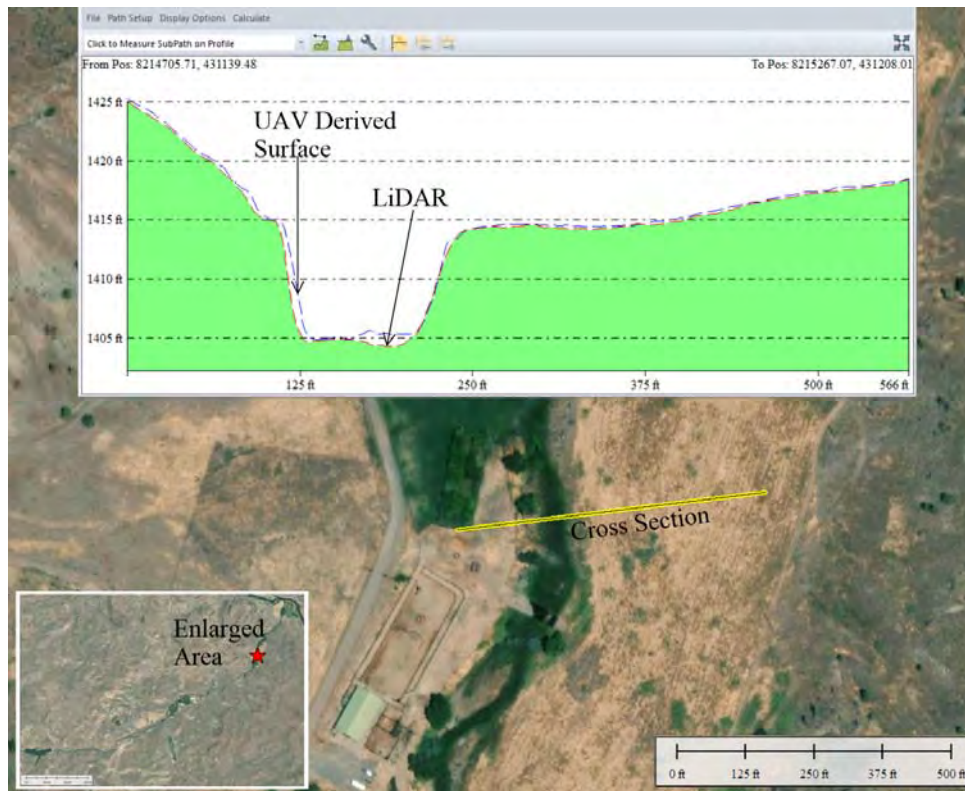 File Path Setup Display Options Calculate
Click to Measure SubPath on Profile
From Pos: 8214705.71, 431139.48
To Pos: 8215267.07, 431208.01
1425 ft
1420 ft
1415 ft
1410 ft
1405 ft
UAV Derived
Surface
LiDAR
125 ft 250 ft 375 ft 500 ft 566 ft
Cross Section
Enlarged
Area
0 ft 125 ft 250 ft 375 ft 500 ft